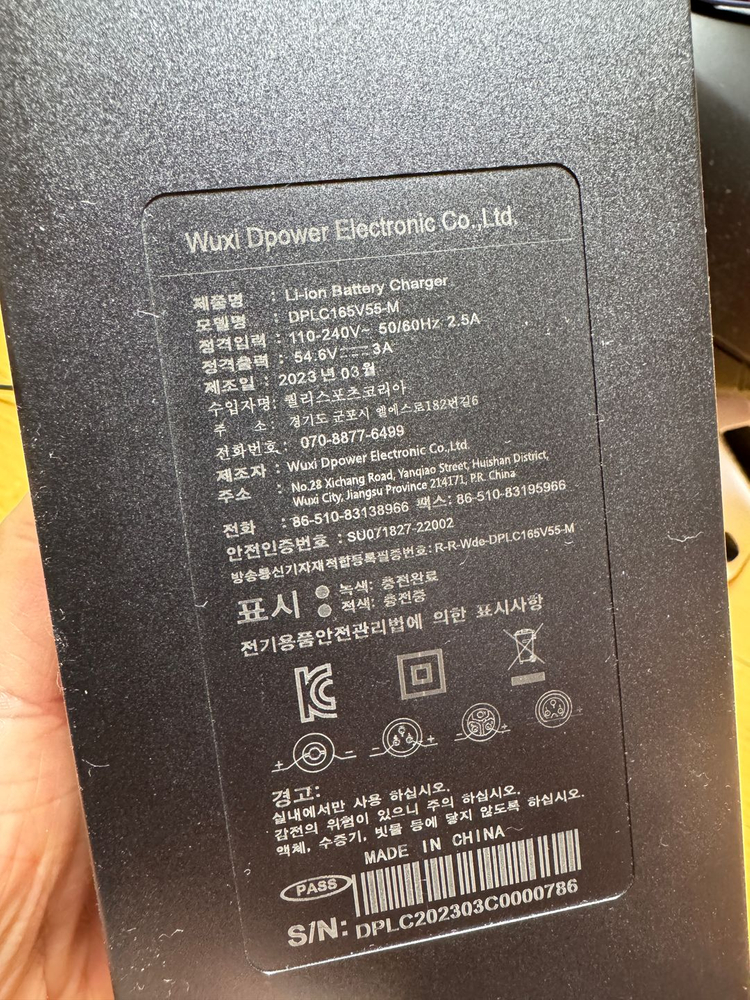 Wuxi Dpower Electronic Co.,Ltd.
제품명 : Li-ion Battery Charger
모델명 : DPLC165V55-M
정격입력 : 110-240V~ 50/60Hz 2.5A
정격출력 : 54.6V⎓3A
제조일 : 2023 년 03 월
수입자명: 퀄리스포츠코리아
주 소: 경기도 군포시 엘에스로182번길6
전화번호: 070-8877-6499
제조자 : Wuxi Dpower Electronic Co.,Ltd.
주소 : No.28 Xichang Road, Yanqiao Street, Huishan District,
Wuxi City, Jiangsu Province 214171, P.R. China
전화 : 86-510-83138966 팩스: 86-510-83195966
안전인증번호 : SU071827-22002
방송통신기자재적합등록필증번호: R-R-Wde-DPLC165V55-M
표시 녹색: 충전완료
적색: 충전중
전기용품안전관리법에 의한 표시사항
+ − − + − + − +
경고:
실내에서만 사용 하십시오.
감전의 위험이 있으니 주의 하십시오.
액체, 수증기, 빗물 등에 닿지 않도록 하십시오.
MADE IN CHINA
PASS
S/N: DPLC202303C0000786